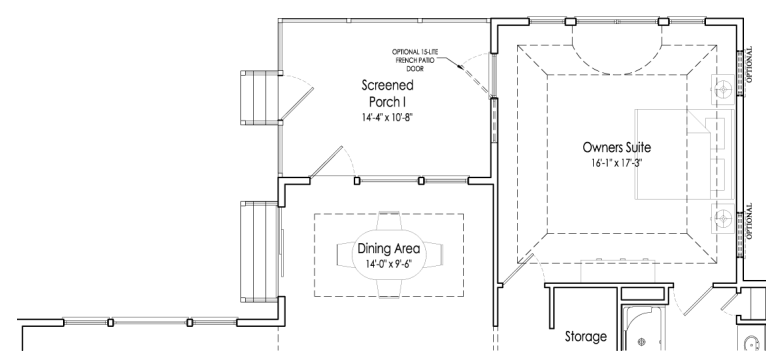 OPTIONAL 15-LITE
FRENCH PATIO
DOOR
Screened
Porch I
14'-4" x 10'-8"
OPTIONAL
Owners Suite
16'-1" x 17'-3"
OPTIONAL
Dining Area
14'-0" x 9'-6"
Storage